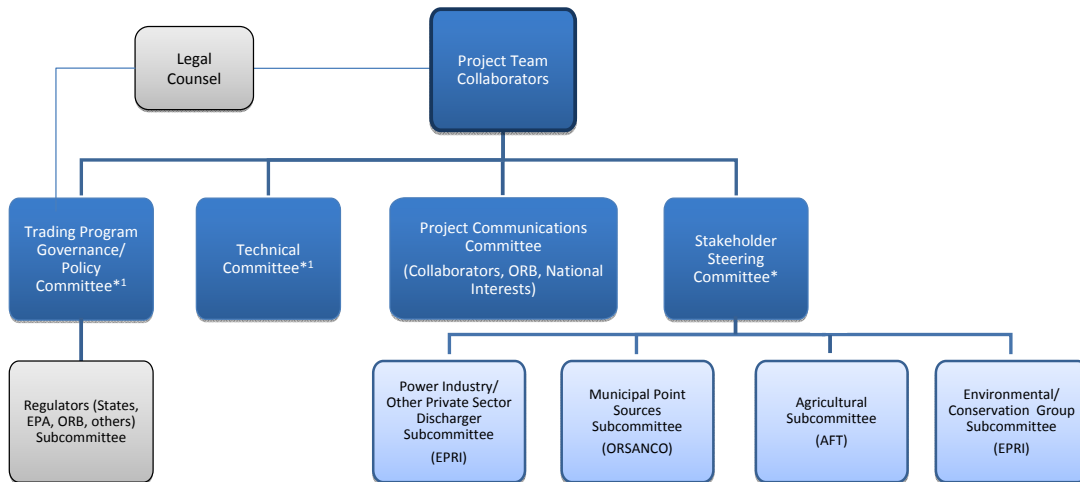 Legal
Counsel
Project Team
Collaborators
Trading Program
Governance/
Policy
Committee*1
Technical
Committee*1
Project Communications
Committee
(Collaborators, ORB, National
Interests)
Stakeholder
Steering
Committee*
Regulators (States,
EPA, ORB, others)
Subcommittee
Power Industry/
Other Private Sector
Discharger
Subcommittee
(EPRI)
Municipal Point
Sources
Subcommittee
(ORSANCO)
Agricultural
Subcommittee
(AFT)
Environmental/
Conservation Group
Subcommittee
(EPRI)